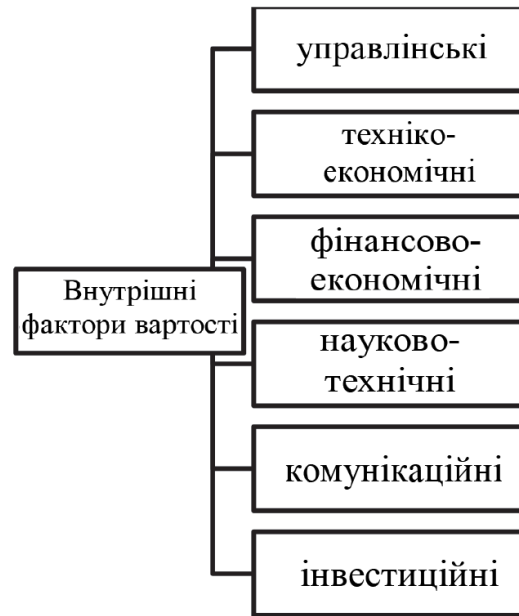 управлінські
техніко-
економічні
фінансово-
економічні
Внутрішні
фактори вартості
науково-
технічні
комунікаційні
інвестиційні